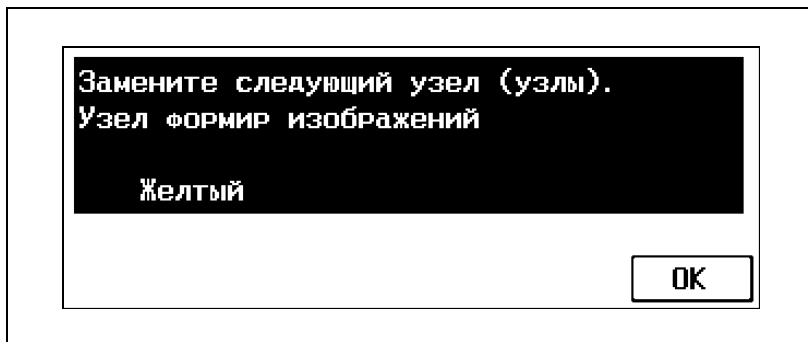 Замените следующий узел (узлы).
Узел формир изображений
Желтый
OK